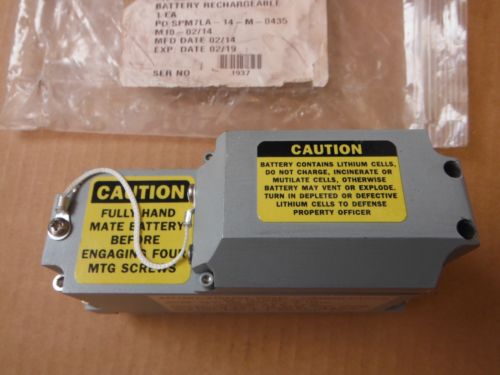 BATTERY RECHARGEABLE
1 EA
PO:SPM7LA-14-M-0435
MID-02/14
MFD DATE 02/14
EXP. DATE 02/19
SER NO 1937
CAUTION
BATTERY CONTAINS LITHIUM CELLS,
DO NOT CHARGE, INCINERATE OR
MUTILATE CELLS, OTHERWISE
BATTERY MAY VENT OR EXPLODE.
TURN IN DEPLETED OR DEFECTIVE
LITHIUM CELLS TO DEFENSE
PROPERTY OFFICER
CAUTION
FULLY HAND
MATE BATTERY
BEFORE
ENGAGING FOUR
MTG SCREWS